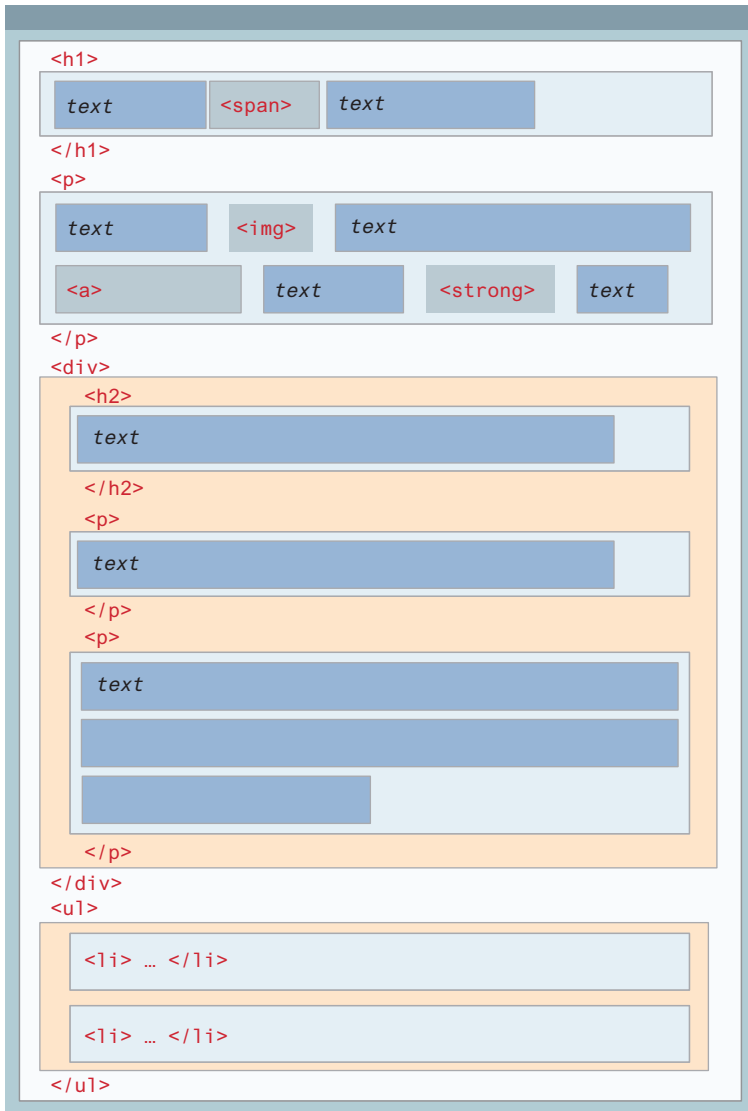 <h1>
text <span> text
</h1>
<p>
text <img> text
<a> text <strong> text
</p>
<div>
<h2>
text
</h2>
<p>
text
</p>
<p>
text
</p>
</div>
<ul>
<li> … </li>
<li> … </li>
</ul>